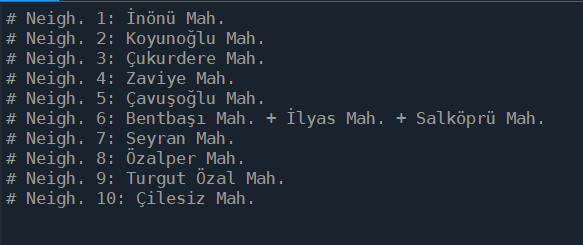 # Neigh. 1: İnönü Mah.
# Neigh. 2: Koyunoğlu Mah.
# Neigh. 3: Çukurdere Mah.
# Neigh. 4: Zaviye Mah.
# Neigh. 5: Çavuşoğlu Mah.
# Neigh. 6: Bentbaşı Mah. + İlyas Mah. + Salköprü Mah.
# Neigh. 7: Seyran Mah.
# Neigh. 8: Özalper Mah.
# Neigh. 9: Turgut Özal Mah.
# Neigh. 10: Çilesiz Mah.